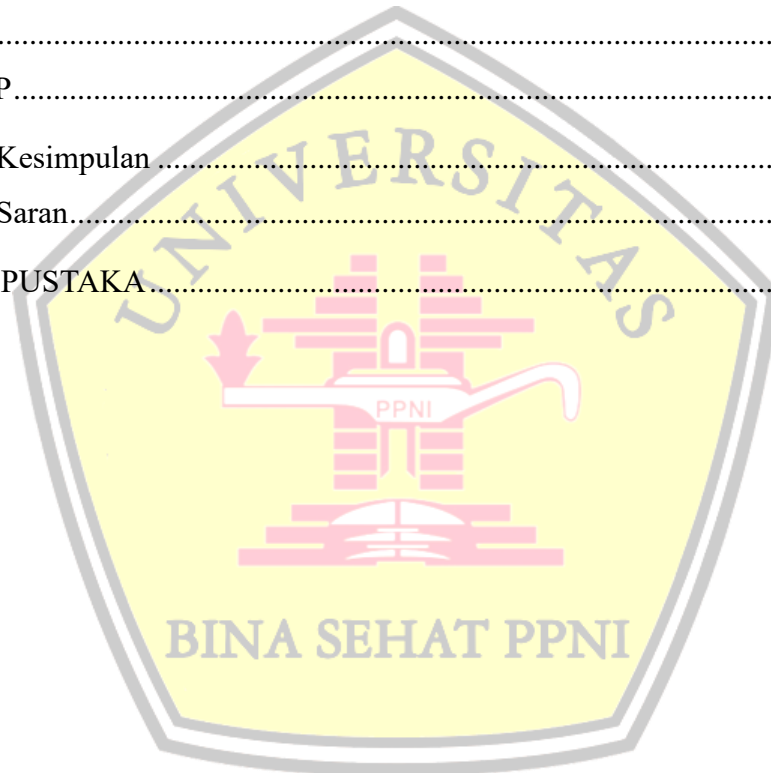 ....................................................................................................
P....................................................................................................
Kesimpulan ....................................................................................
Saran................................................................................................
PUSTAKA....................................................................................
UNIVERSITAS
PPNI
BINA SEHAT PPNI